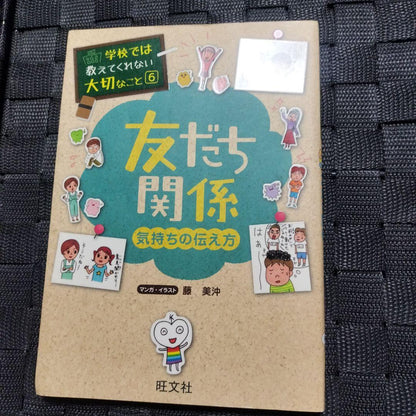 学校では
教えてくれない
大切なこと 6
友だち
関係
気持ちの伝え方
はぁ
マンガ・イラスト 藤 美沖
旺文社